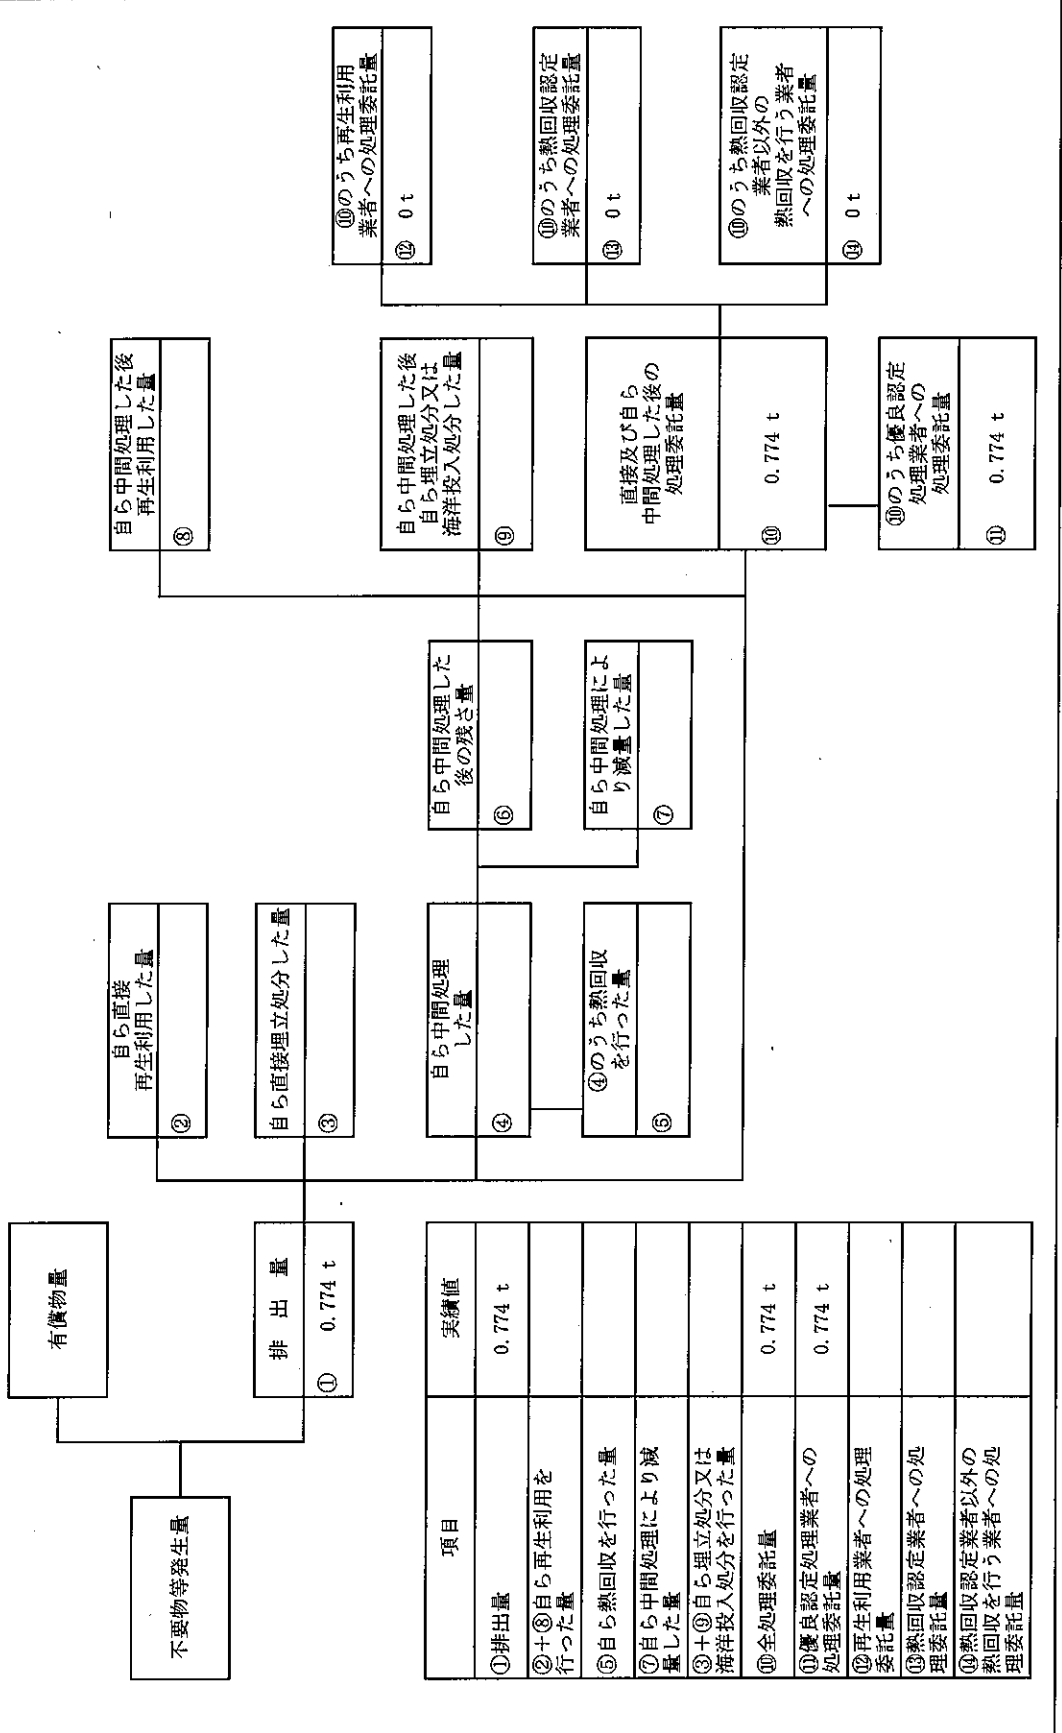 不要物等発生量
有償物量
排　出　量
① 0.774 t
自ら直接
再生利用した量
②
自ら直接埋立処分した量
③
自ら中間処理
した量
④
④のうち熱回収
を行った量
⑤
自ら中間処理した
後の残さ量
⑥
自ら中間処理によ
り減量した量
⑦
自ら中間処理した後
再生利用した量
⑧
自ら中間処理した後
自ら埋立処分又は
海洋投入処分した量
⑨
直接及び自ら
中間処理した後の
処理委託量
⑩ 0.774 t
⑩のうち優良認定
処理業者への
処理委託量
⑪ 0.774 t
⑩のうち再生利用
業者への処理委託量
⑫ 0 t
⑩のうち熱回収認定
業者への処理委託量
⑬ 0 t
⑩のうち熱回収認定
業者以外の
熱回収を行う業者
への処理委託量
⑭ 0 t
項目 実績値
①排出量 0.774 t
②+⑧自ら再生利用を
行った量
⑤自ら熱回収を行った量
⑦自ら中間処理により減
量した量
③+⑨自ら埋立処分又は
海洋投入処分を行った量
⑩全処理委託量 0.774 t
⑪優良認定処理業者への
処理委託量 0.774 t
⑫再生利用業者への処理
委託量
⑬熱回収認定業者への処
理委託量
⑭熱回収認定業者以外の
熱回収を行う業者への処
理委託量